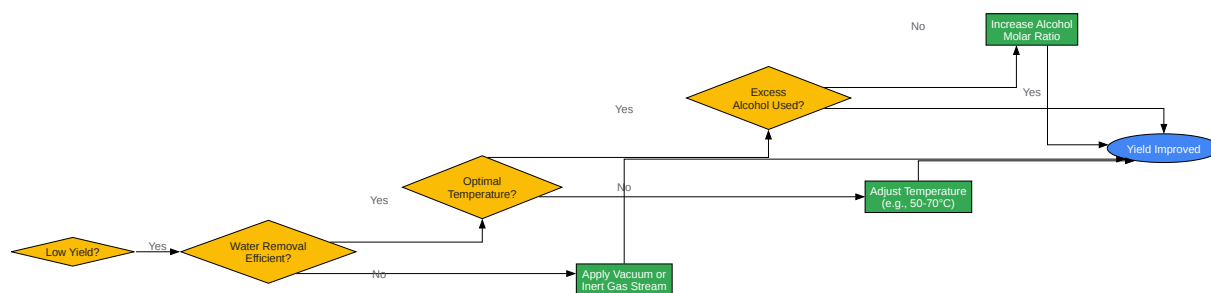 Low Yield?
Yes
Water Removal
Efficient?
Yes
No
Optimal
Temperature?
Yes
No
Apply Vacuum or
Inert Gas Stream
Excess
Alcohol Used?
No
Yes
Adjust Temperature
(e.g., 50-70°C)
Increase Alcohol
Molar Ratio
Yield Improved